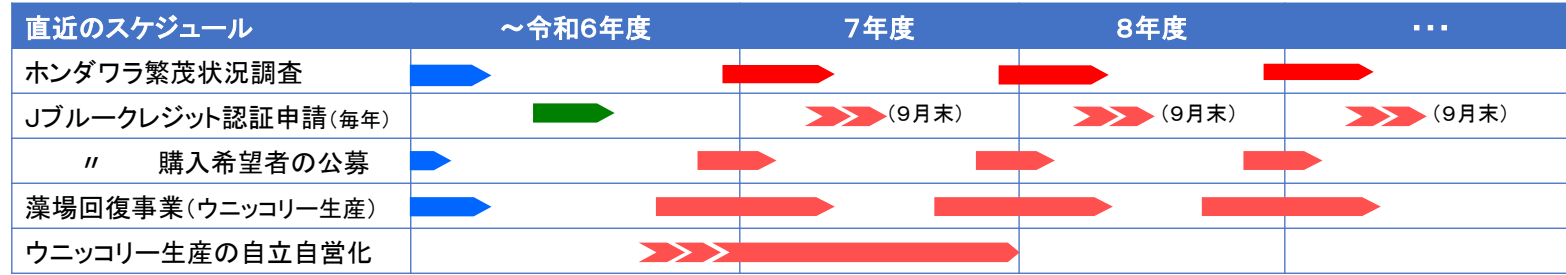 直近のスケジュール ～令和6年度 7年度 8年度 ・・・
ホンダワラ繁茂状況調査
Jブルークレジット認証申請(毎年) (9月末) (9月末) (9月末)
〃 購入希望者の公募
藻場回復事業(ウニッコリー生産)
ウニッコリー生産の自立自営化